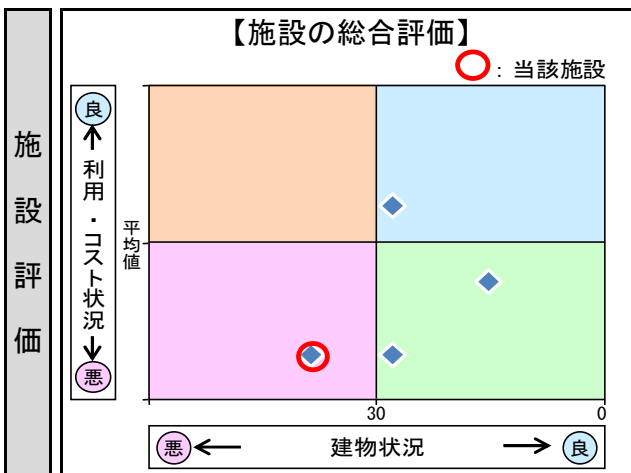 施設評価
【施設の総合評価】
：当該施設
良
利用・コスト状況
悪
平均値
30
0
悪
建物状況
良